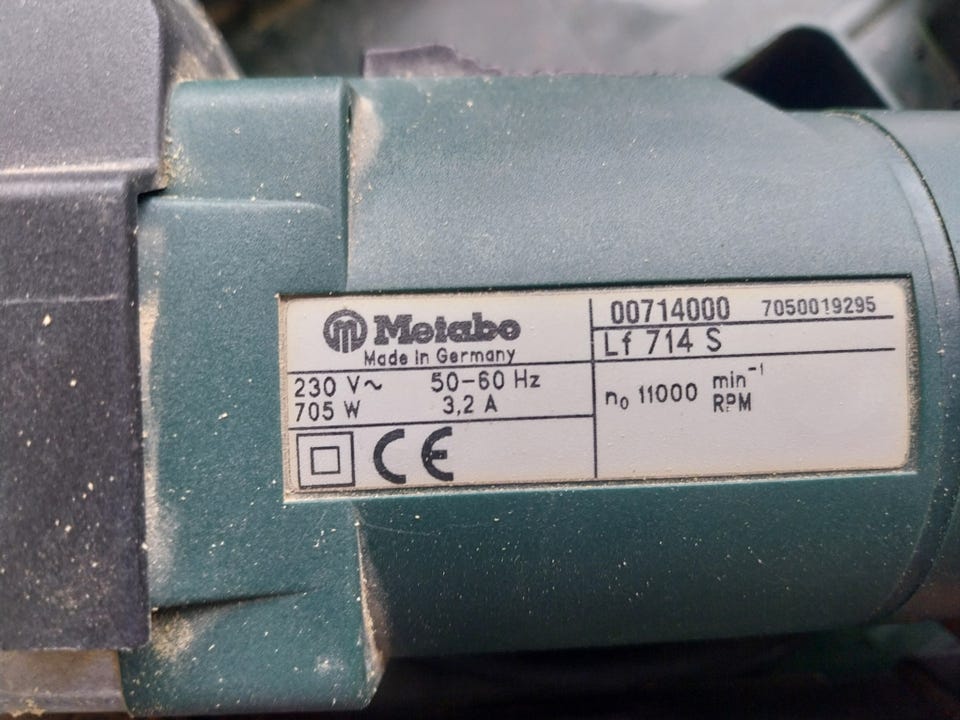 Metabo
Made in Germany
230 V~ 50-60 Hz
705 W 3,2 A
CE
00714000 7050019295
Lf 714 S
n₀ 11000 min⁻¹
RPM